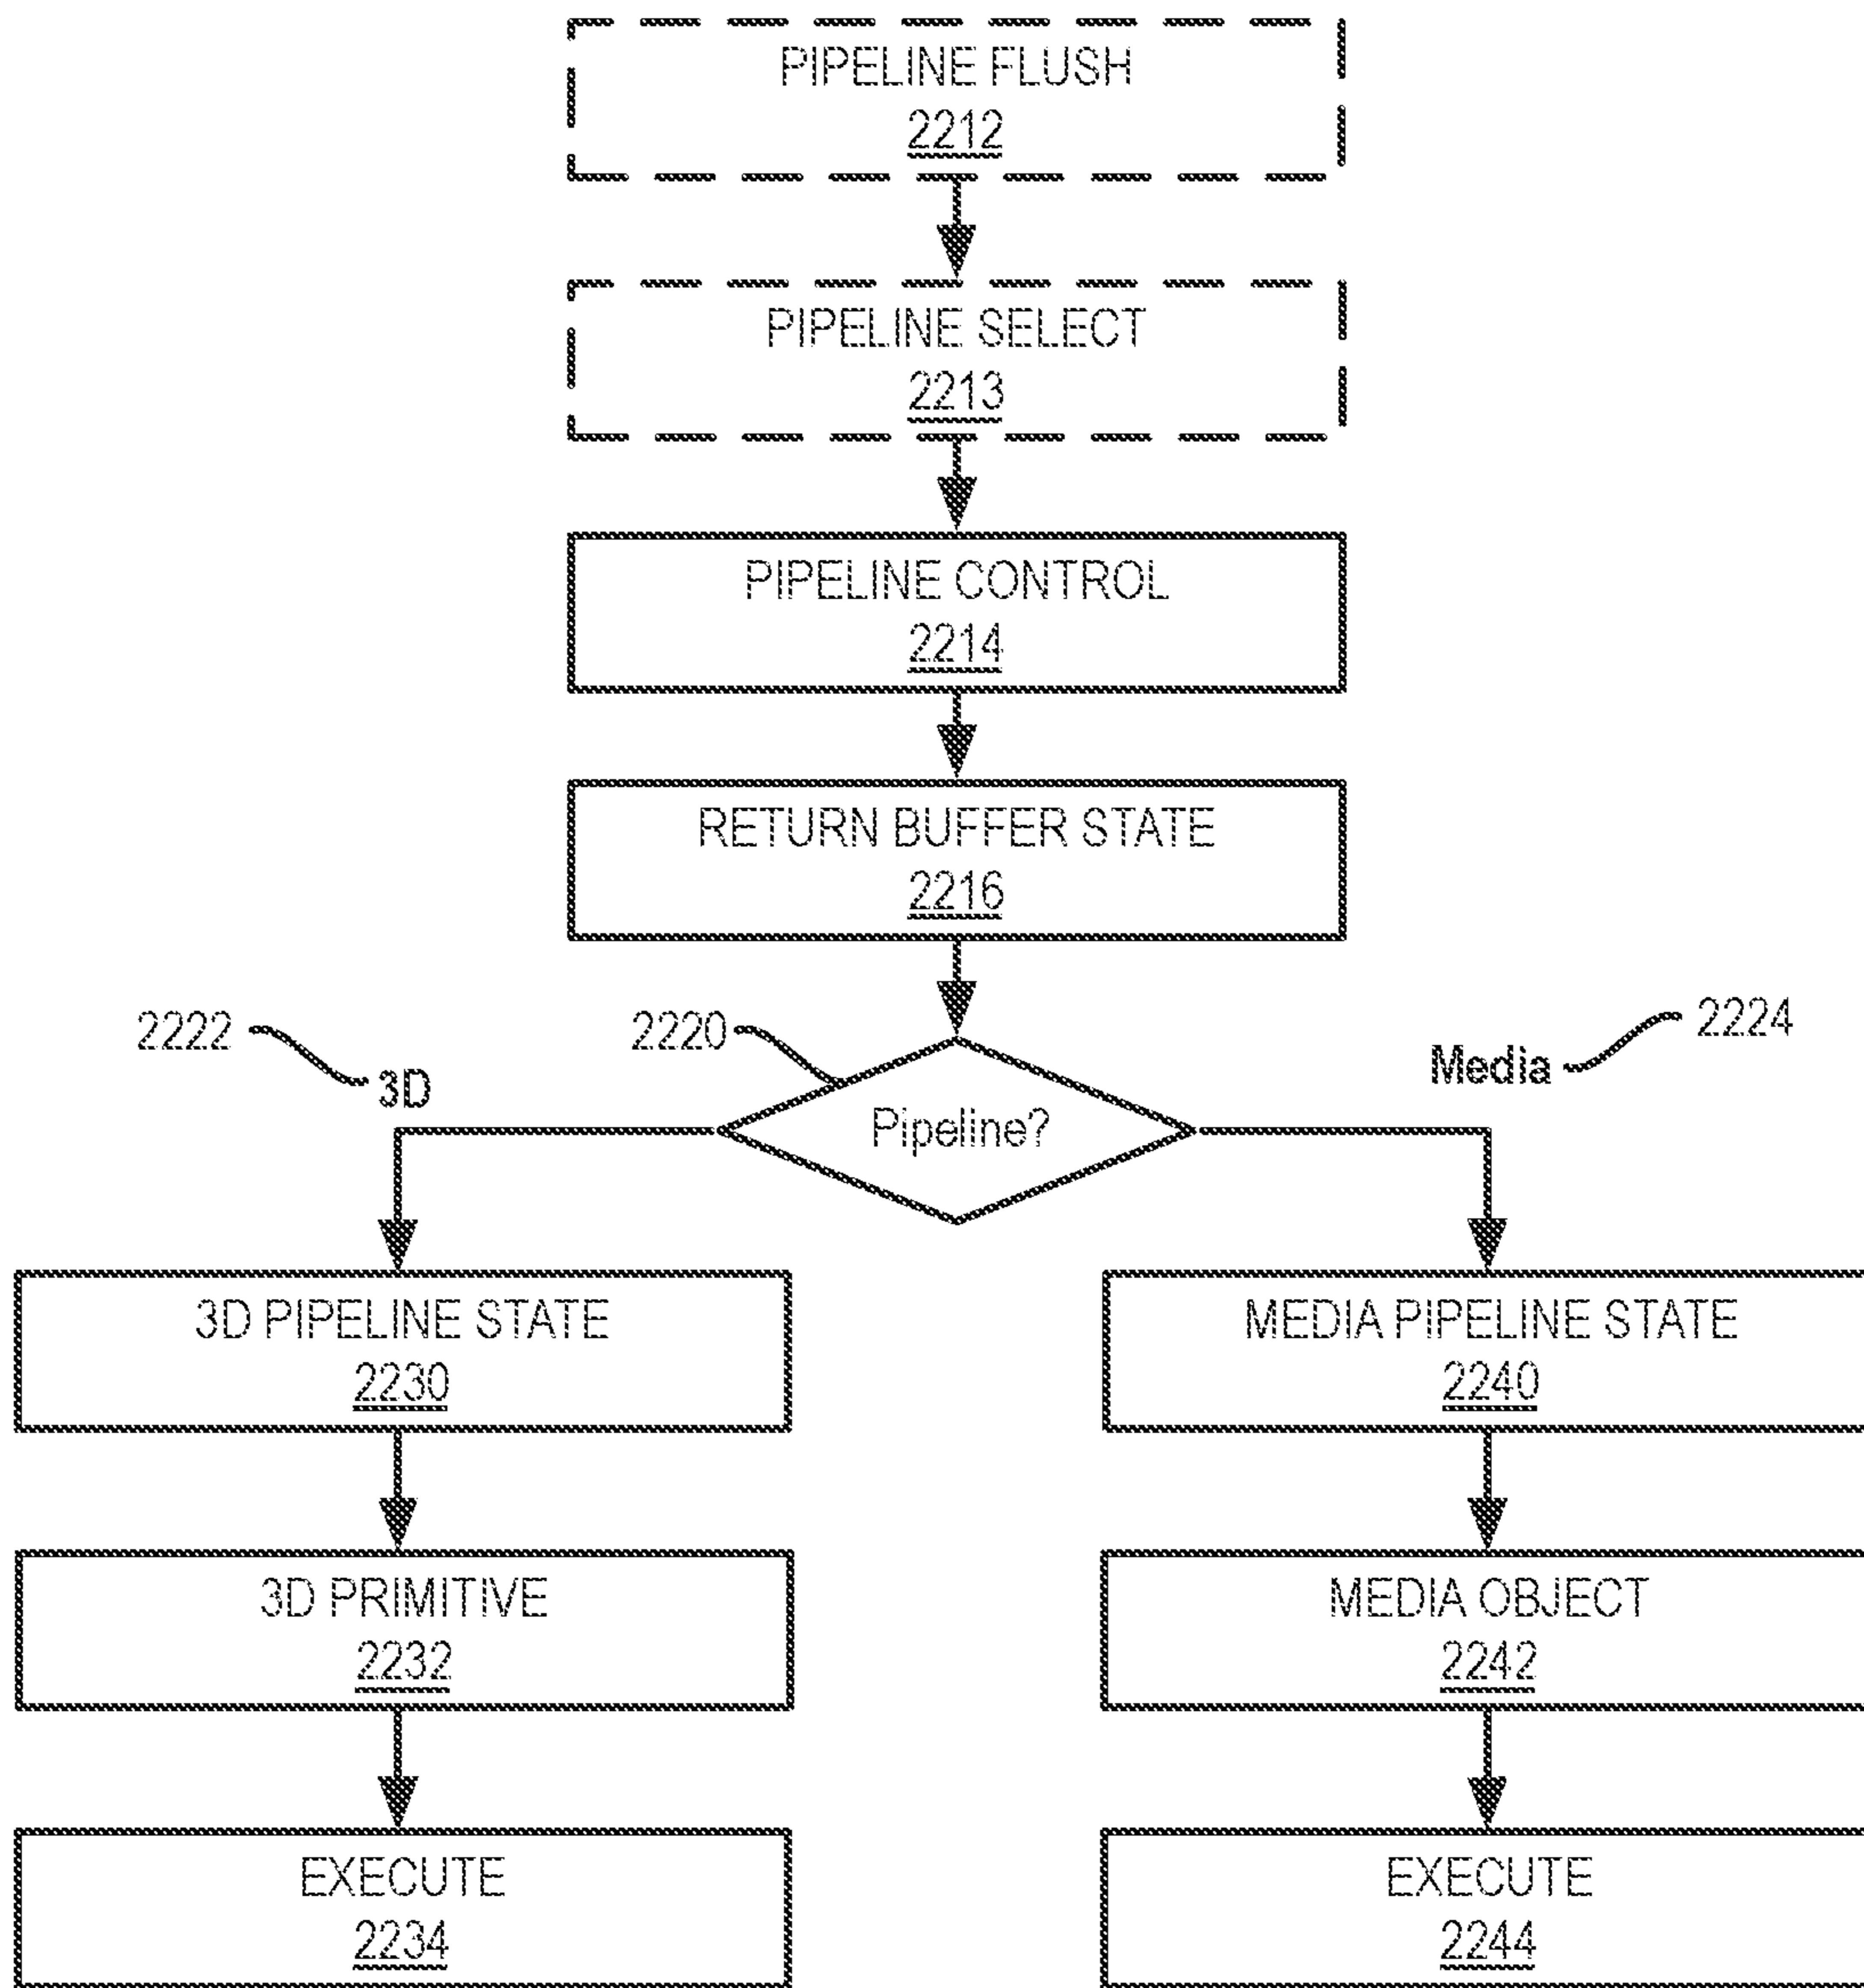 PIPELINE FLUSH
2212
PIPELINE SELECT
2213
PIPELINE CONTROL
2214
RETURN BUFFER STATE
2216
2222
3D
2220
Pipeline?
Media
2224
3D PIPELINE STATE
2230
MEDIA PIPELINE STATE
2240
3D PRIMITIVE
2232
MEDIA OBJECT
2242
EXECUTE
2234
EXECUTE
2244